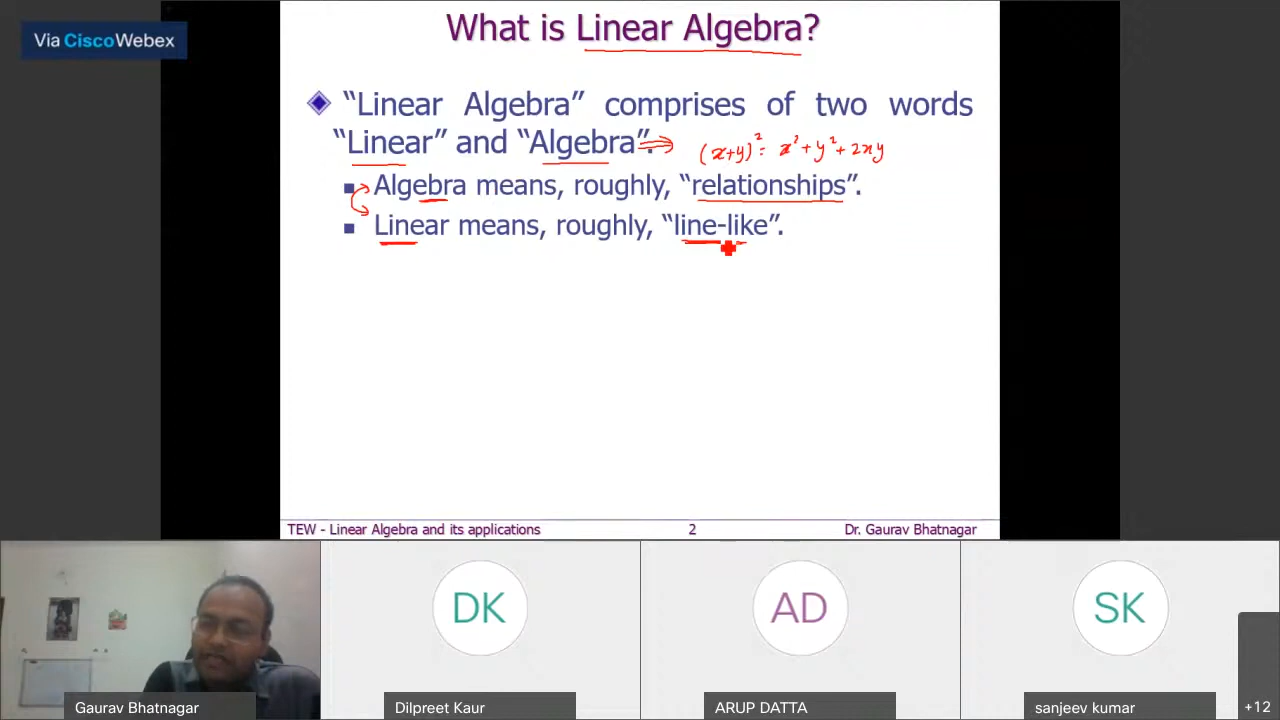 Via Cisco Webex
What is Linear Algebra?
“Linear Algebra” comprises of two words
“Linear” and “Algebra”. ⇒ (x+y)² = x² + y² + 2xy
Algebra means, roughly, “relationships”.
Linear means, roughly, “line-like”.
TEW - Linear Algebra and its applications 2 Dr. Gaurav Bhatnagar
DK AD SK
Gaurav Bhatnagar Dilpreet Kaur ARUP DATTA sanjeev kumar +12